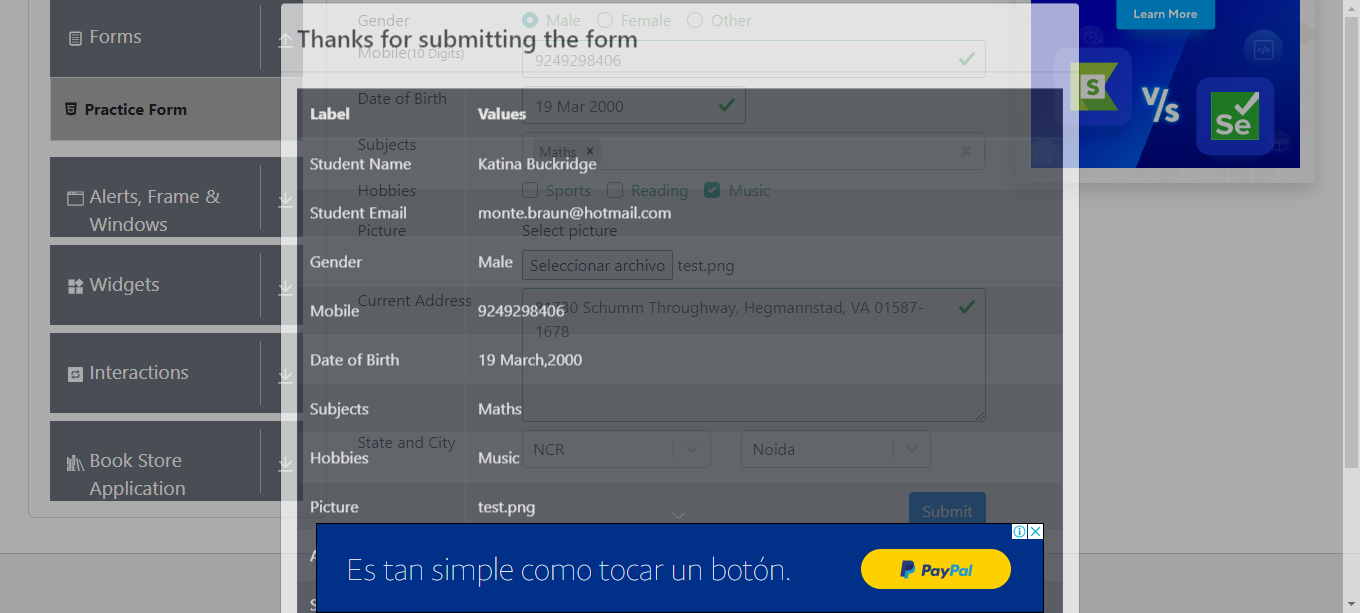 Forms
Practice Form
Alerts, Frame &
Windows
Widgets
Interactions
Book Store
Application
Gender
Male
Female
Other
Thanks for submitting the form
Mobile(10 Digits)
9249298406
Date of Birth
19 Mar 2000
Subjects
Maths ×
Hobbies
Sports
Reading
Music
Picture
Select picture
Seleccionar archivo
test.png
Current Address
81730 Schumm Throughway, Hegmannstad, VA 01587-
1678
State and City
NCR
Noida
Submit
Label Values
Student Name Katina Buckridge
Student Email monte.braun@hotmail.com
Gender Male
Mobile 9249298406
Date of Birth 19 March,2000
Subjects Maths
Hobbies Music
Picture test.png
Es tan simple como tocar un botón.
PayPal
Learn More
S
V/s
Se